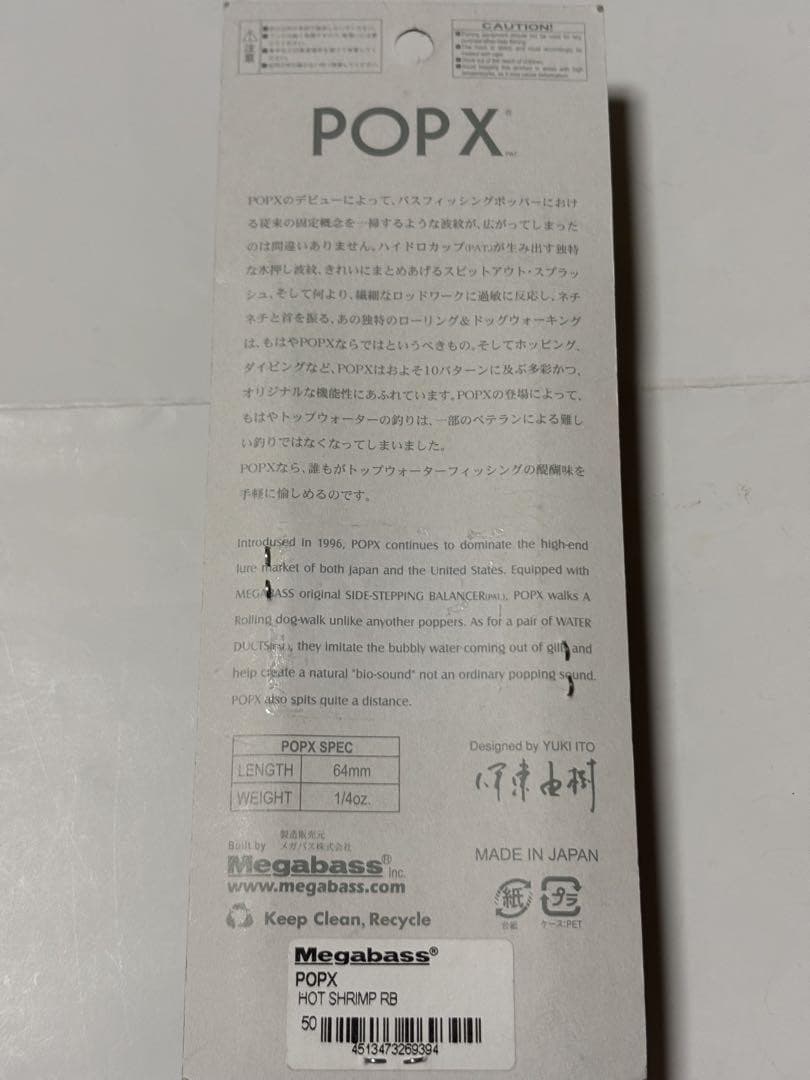 注意
CAUTION!
POP X®
PAT.
POPXのデビューによって、バスフィッシングポッパーにおけ
る従来の固定概念を一掃するような波紋が、広がってしまった
のは間違いありません。ハイドロカップ(PAT.)が生み出す独特
な水押し波紋、きれいにまとめあげるスピットアウト・スプラッ
シュ、そして何より、繊細なロッドワークに過敏に反応し、ネチ
ネチと首を振る、あの独特のローリング&ドッグウォーキング
は、もはやPOPXならではというべきもの。そしてホッピング、
ダイビングなど、POPXはおよそ10パターンに及ぶ多彩かつ、
オリジナルな機能性にあふれています。POPXの登場によって、
もはやトップウォーターの釣りは、一部のベテランによる難し
い釣りではなくなってしまいました。
POPXなら、誰もがトップウォーターフィッシングの醍醐味を
手軽に愉しめるのです。
Introdused in 1996, POPX continues to dominate the high-end
lure market of both Japan and the United States. Equipped with
MEGABASS original SIDE-STEPPING BALANCER(PAT.), POPX walks A
Rolling dog-walk unlike anyother poppers. As for a pair of WATER
DUCTS(PAT.), they imitate the bubbly water coming out of gill and
help create a natural "bio-sound" not an ordinary popping sound.
POPX also spits quite a distance.
POPX SPEC
LENGTH 64mm
WEIGHT 1/4oz.
Designed by YUKI ITO
伊東由樹
製造販売元
Built by メガバス株式会社
Megabass® Inc.
www.megabass.com
MADE IN JAPAN
紙 プラ
台紙 ケース:PET
Keep Clean, Recycle
Megabass®
POPX
HOT SHRIMP RB
50
4513473269394